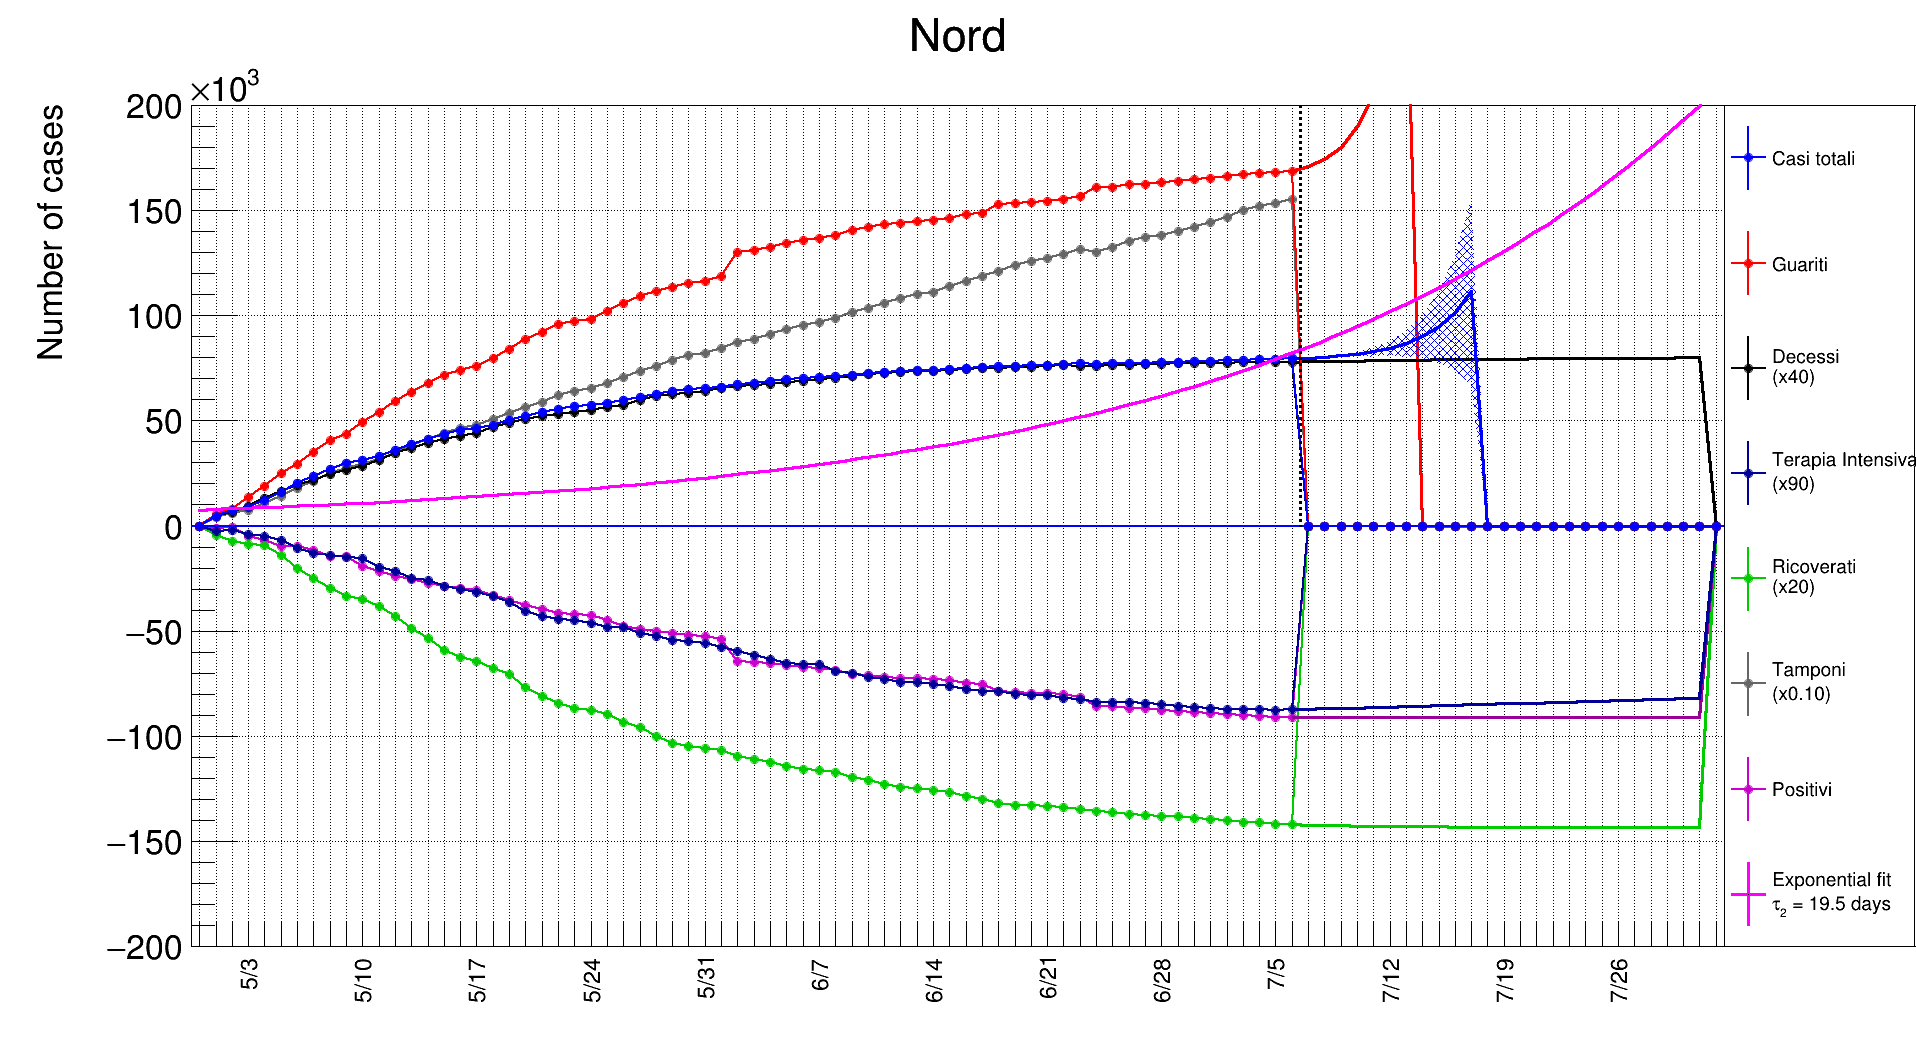 Nord
×10³
Number of cases
200
150
100
50
0
−50
−100
−150
−200
5/3
5/10
5/17
5/24
5/31
6/7
6/14
6/21
6/28
7/5
7/12
7/19
7/26
Casi totali
Guariti
Decessi
(x40)
Terapia Intensiva
(x90)
Ricoverati
(x20)
Tamponi
(x0.10)
Positivi
Exponential fit
τ₂ = 19.5 days